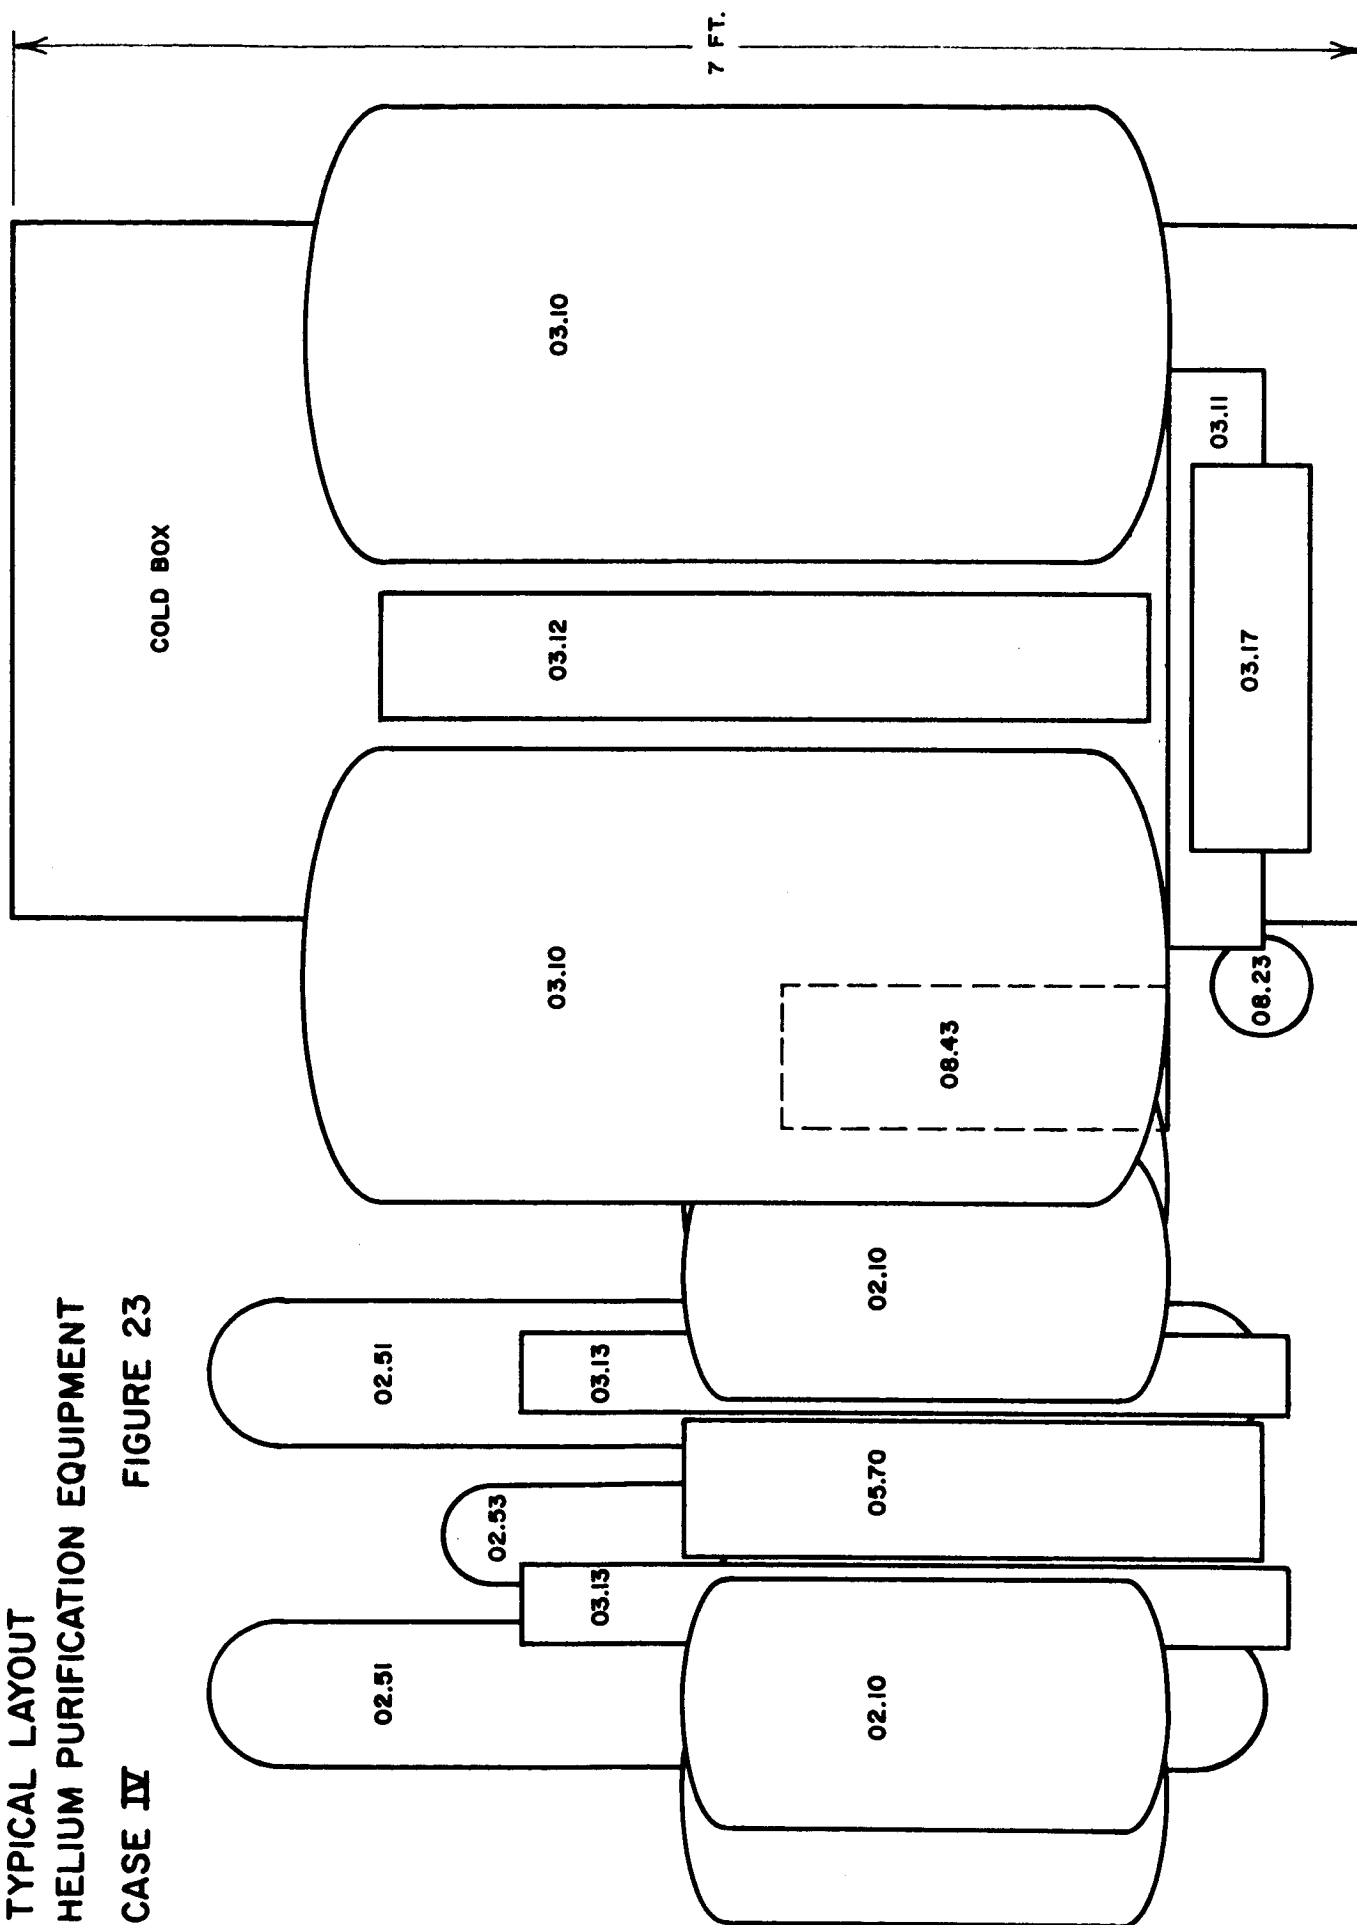 TYPICAL LAYOUT
HELIUM PURIFICATION EQUIPMENT
CASE IV
FIGURE 23
7 FT.
COLD BOX
02.51
02.53
02.51
03.13
03.13
03.10
03.12
03.10
02.10
05.70
02.10
08.43
03.11
03.17
08.23